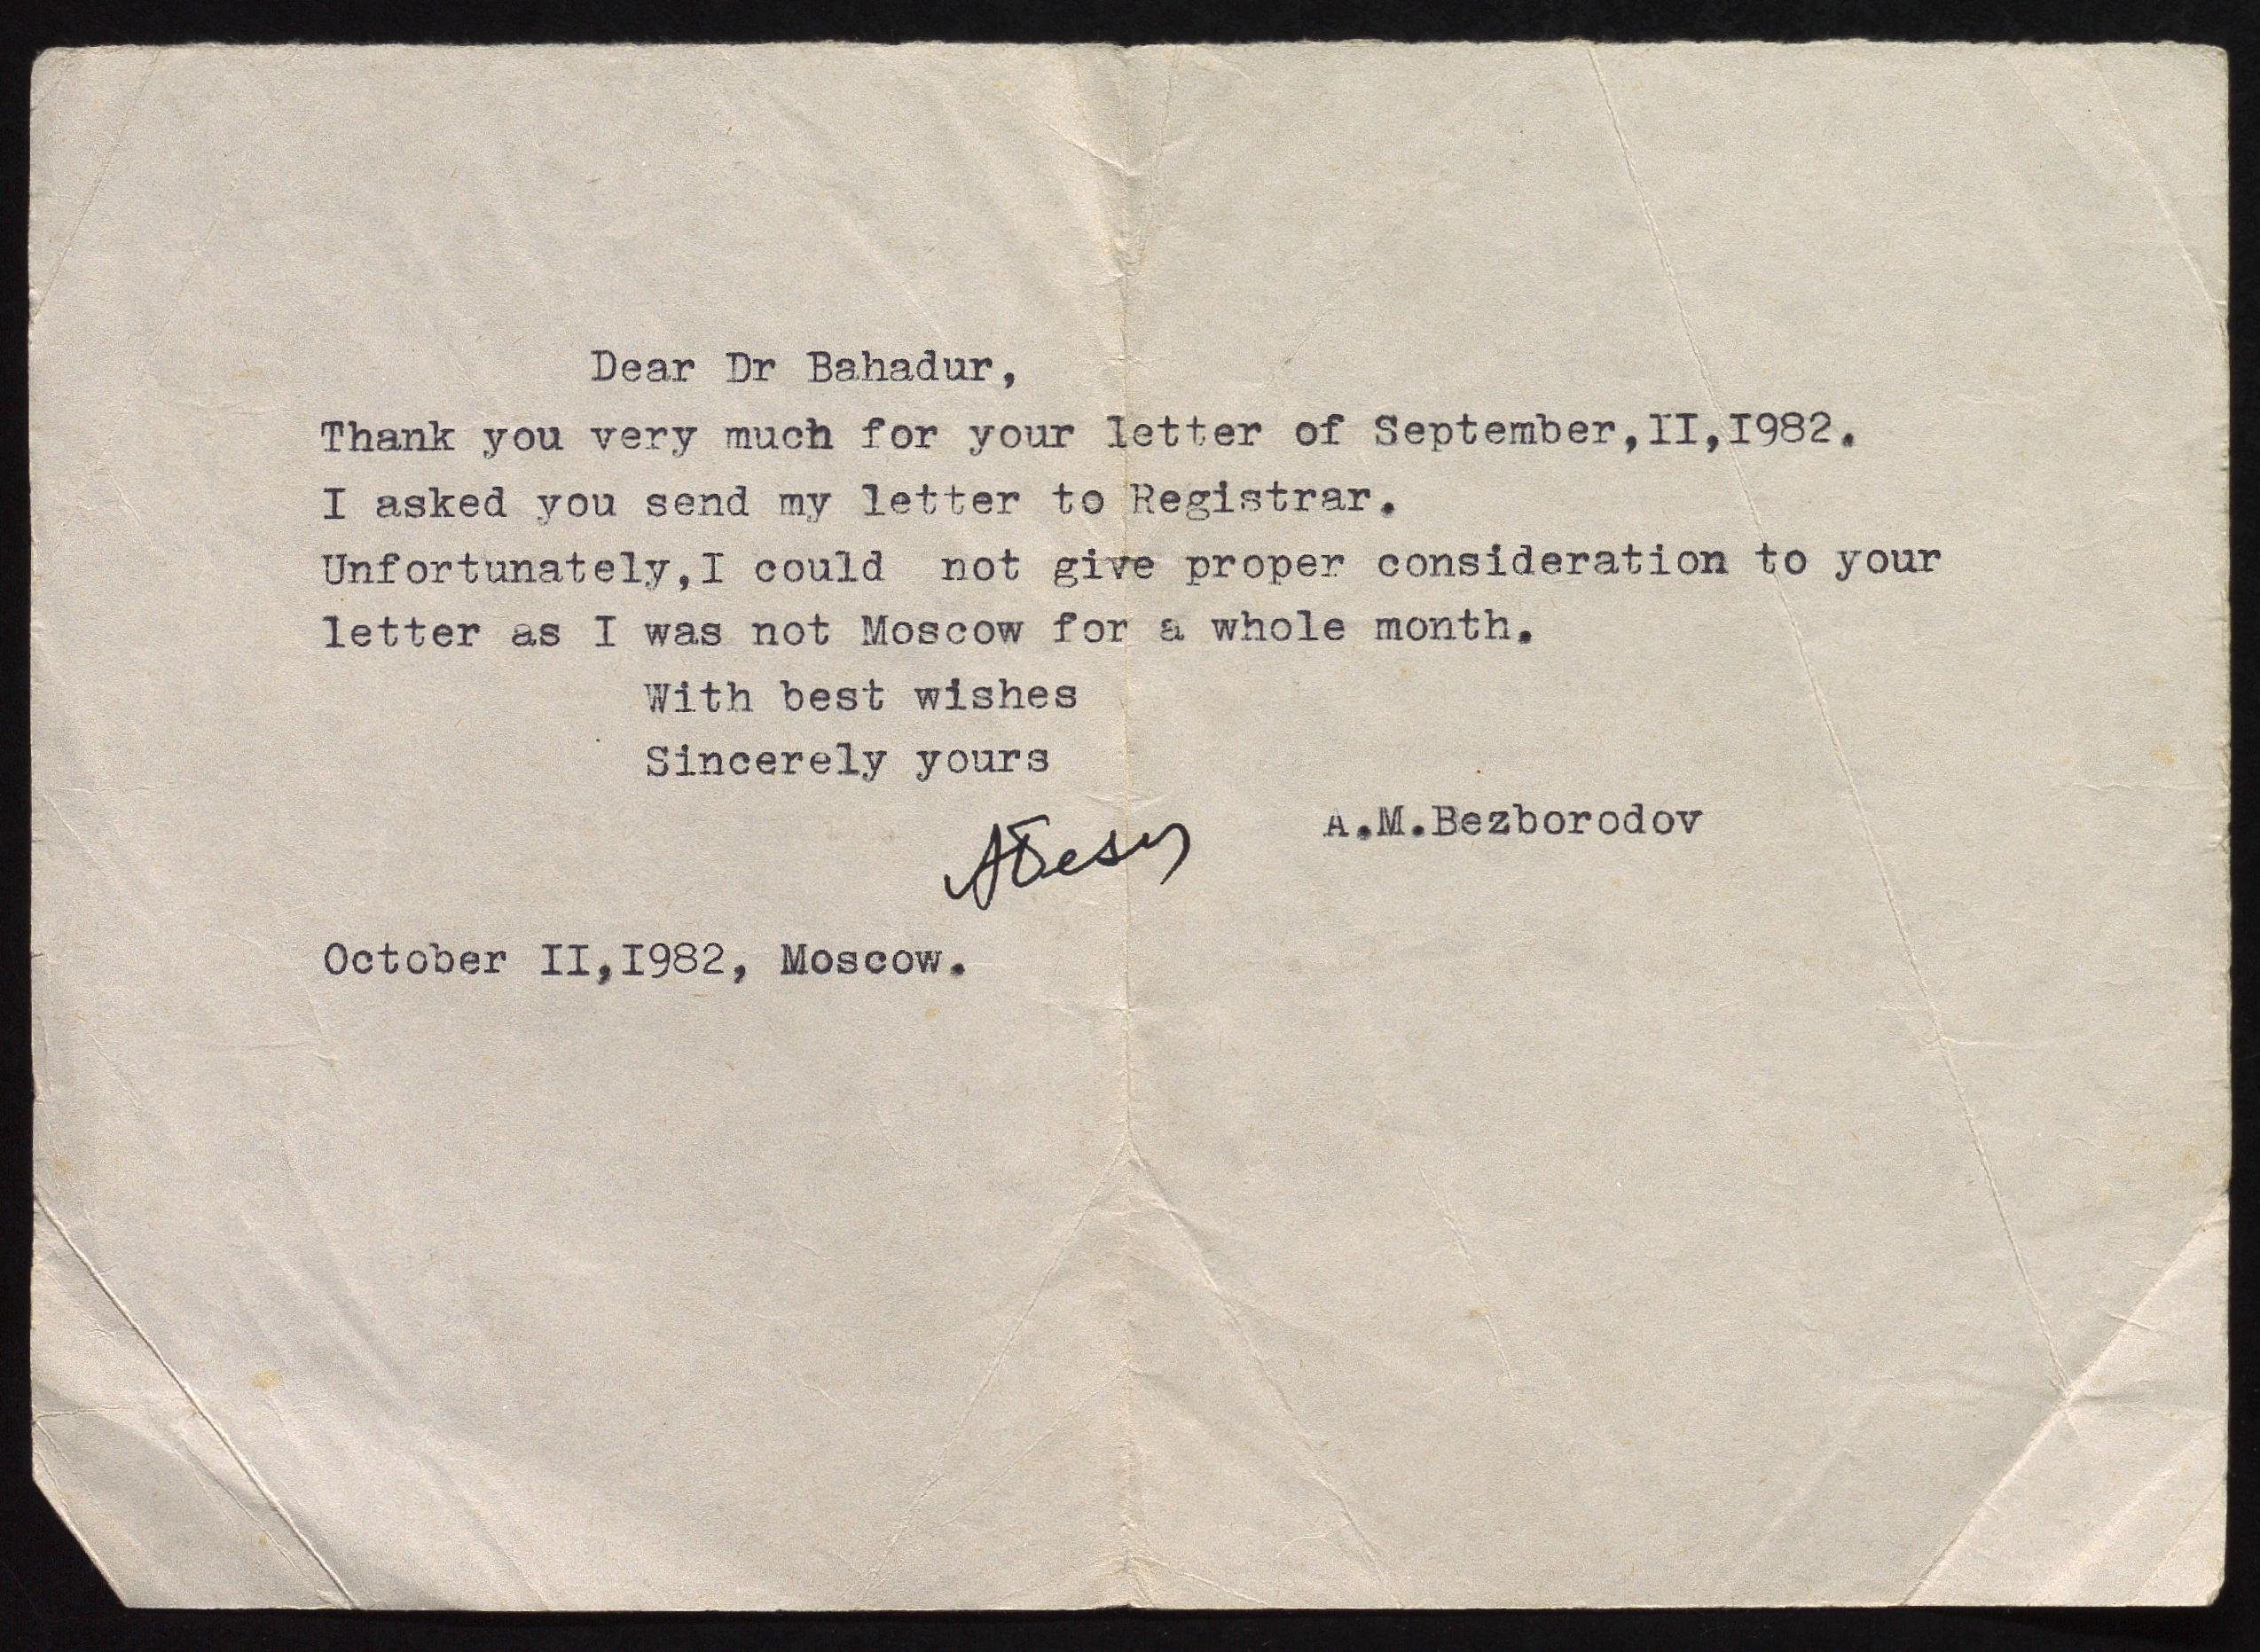 Dear Dr Bahadur,
Thank you very much for your letter of September,II,I982.
I asked you send my letter to Registrar.
Unfortunately,I could not give proper consideration to your
letter as I was not Moscow for a whole month.
With best wishes
Sincerely yours
A.M.Bezborodov
October II,I982, Moscow.